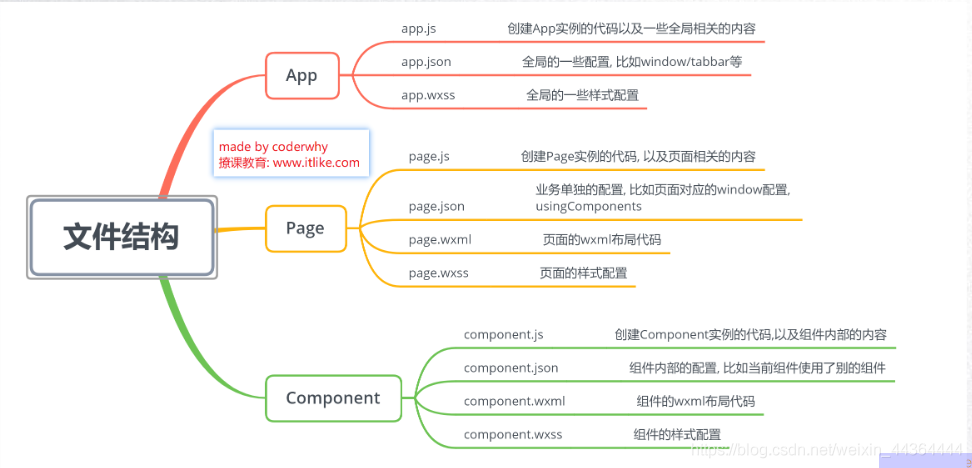 app.js 创建App实例的代码以及一些全局相关的内容
App
app.json 全局的一些配置, 比如window/tabbar等
app.wxss 全局的一些样式配置
made by coderwhy
撩课教育: www.itlike.com
文件结构
Page
page.js 创建Page实例的代码, 以及页面相关的内容
page.json 业务单独的配置, 比如页面对应的window配置,
usingComponents
page.wxml 页面的wxml布局代码
page.wxss 页面的样式配置
Component
component.js 创建Component实例的代码,以及组件内部的内容
component.json 组件内部的配置, 比如当前组件使用了别的组件
component.wxml 组件的wxml布局代码
component.wxss 组件的样式配置
https://blog.csdn.net/weixin_44364444